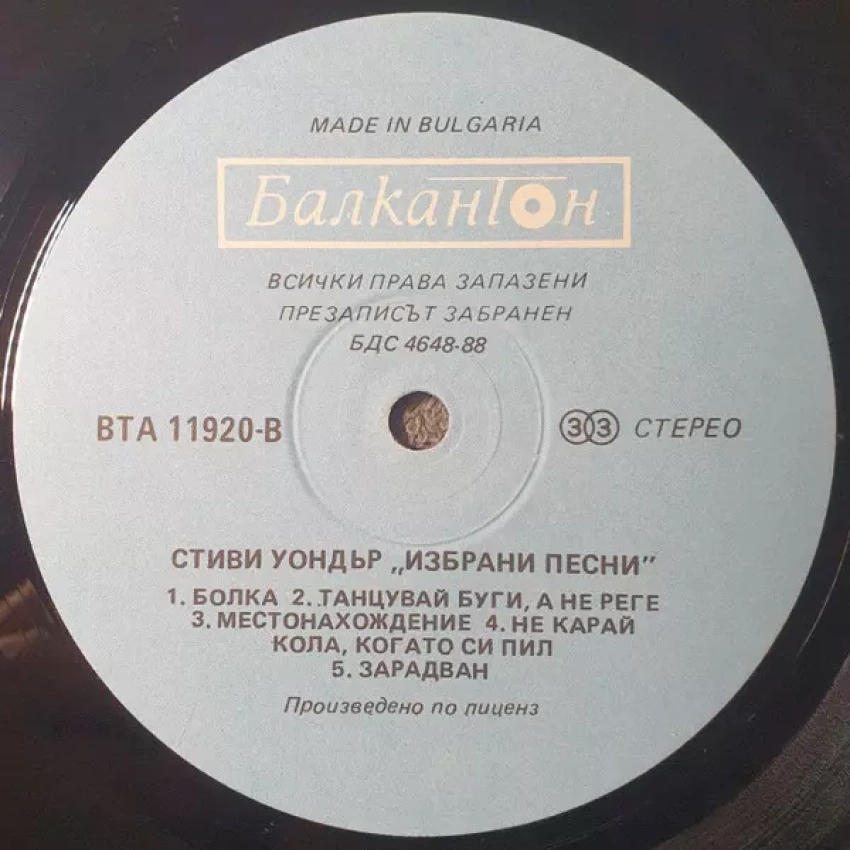 MADE IN BULGARIA
Балкантон
ВСИЧКИ ПРАВА ЗАПАЗЕНИ
ПРЕЗАПИСЪТ ЗАБРАНЕН
БДС 4648-88
ВТА 11920-В
33 СТЕРЕО
СТИВИ УОНДЪР „ИЗБРАНИ ПЕСНИ"
1. БОЛКА 2. ТАНЦУВАЙ БУГИ, А НЕ РЕГЕ
3. МЕСТОНАХОЖДЕНИЕ 4. НЕ КАРАЙ
КОЛА, КОГАТО СИ ПИЛ
5. ЗАРАДВАН
Произведено по лиценз